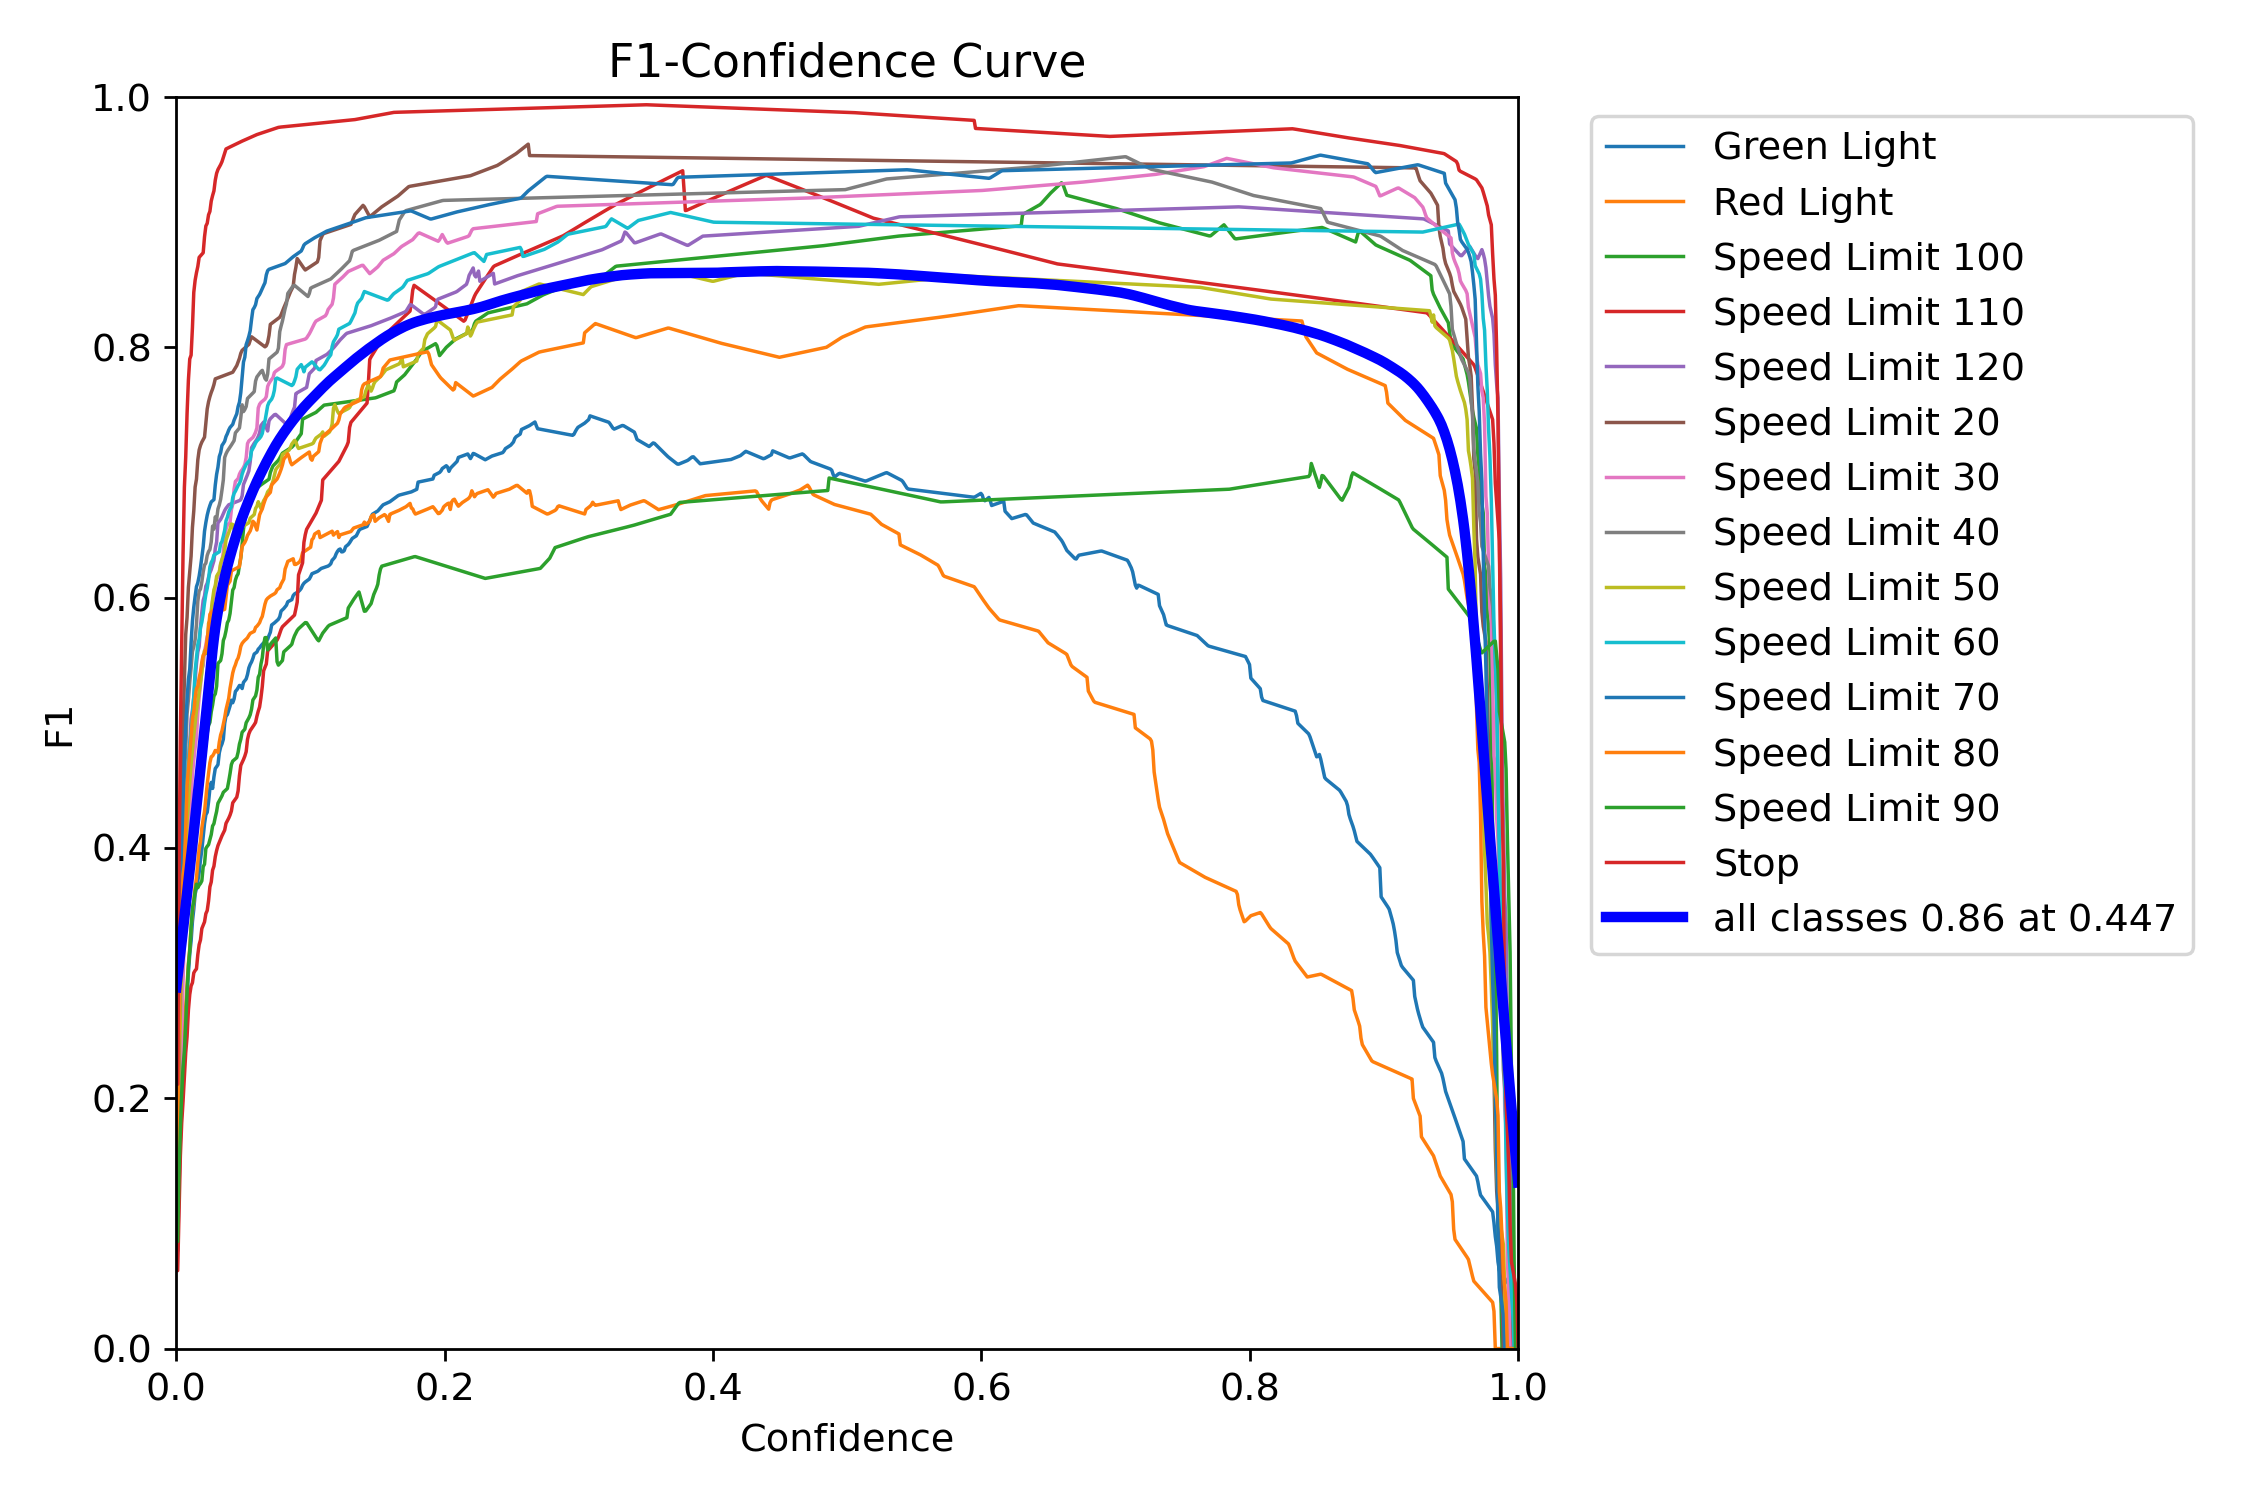 F1-Confidence Curve
1.0
0.8
0.6
0.4
0.2
0.0
F1
0.0 0.2 0.4 0.6 0.8 1.0
Confidence
Green Light
Red Light
Speed Limit 100
Speed Limit 110
Speed Limit 120
Speed Limit 20
Speed Limit 30
Speed Limit 40
Speed Limit 50
Speed Limit 60
Speed Limit 70
Speed Limit 80
Speed Limit 90
Stop
all classes 0.86 at 0.447